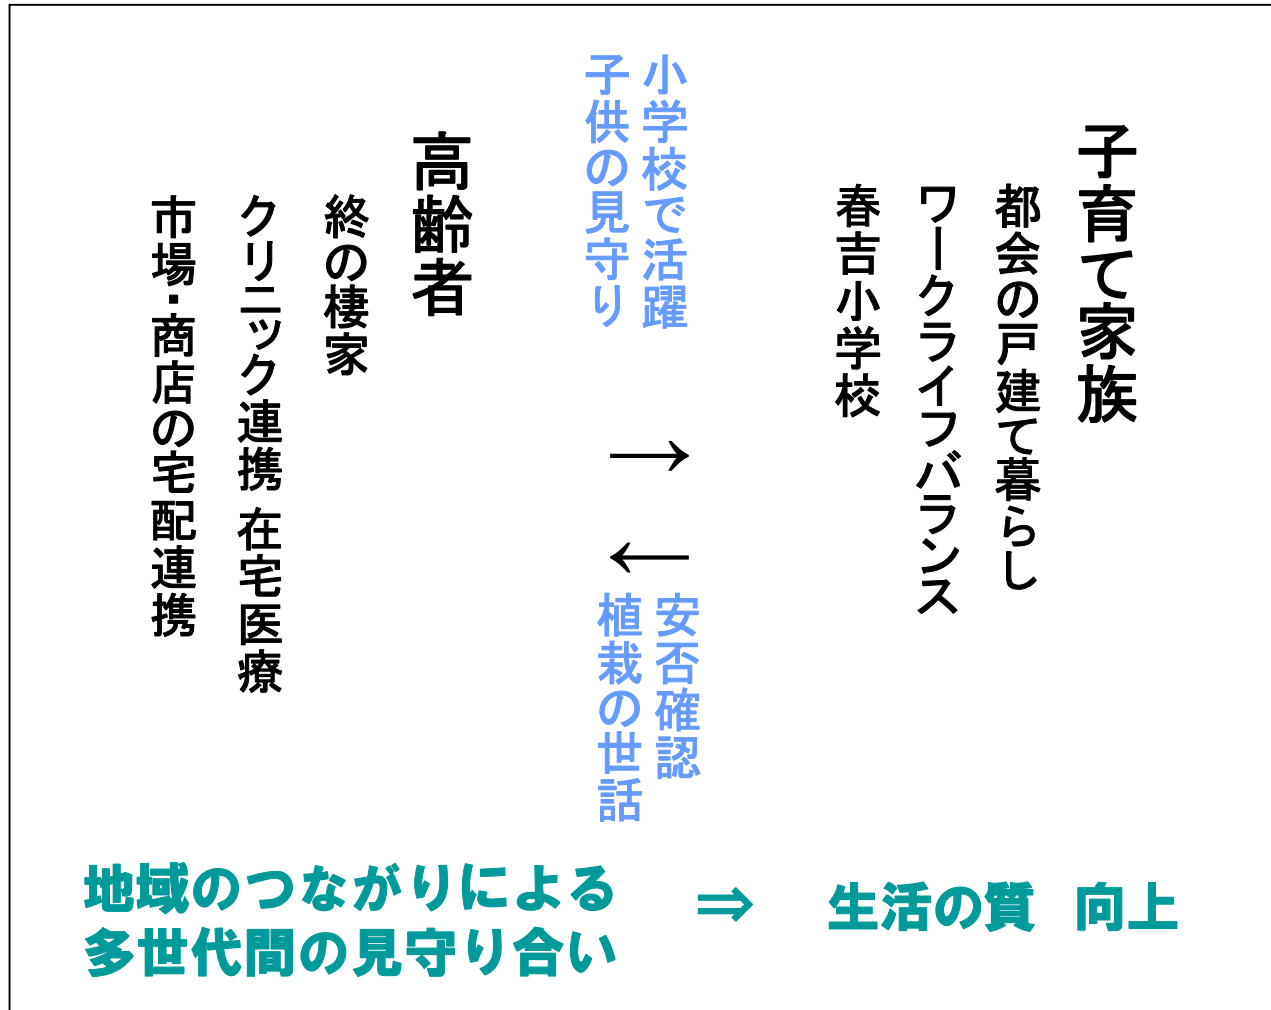 子育て家族
都会の戸建て暮らし
ワークライフバランス
春吉小学校
小学校で活躍
子供の見守り
→
←
安否確認
植栽の世話
高齢者
終の棲家
クリニック連携 在宅医療
市場・商店の宅配連携
地域のつながりによる
多世代間の見守り合い
⇒
生活の質 向上